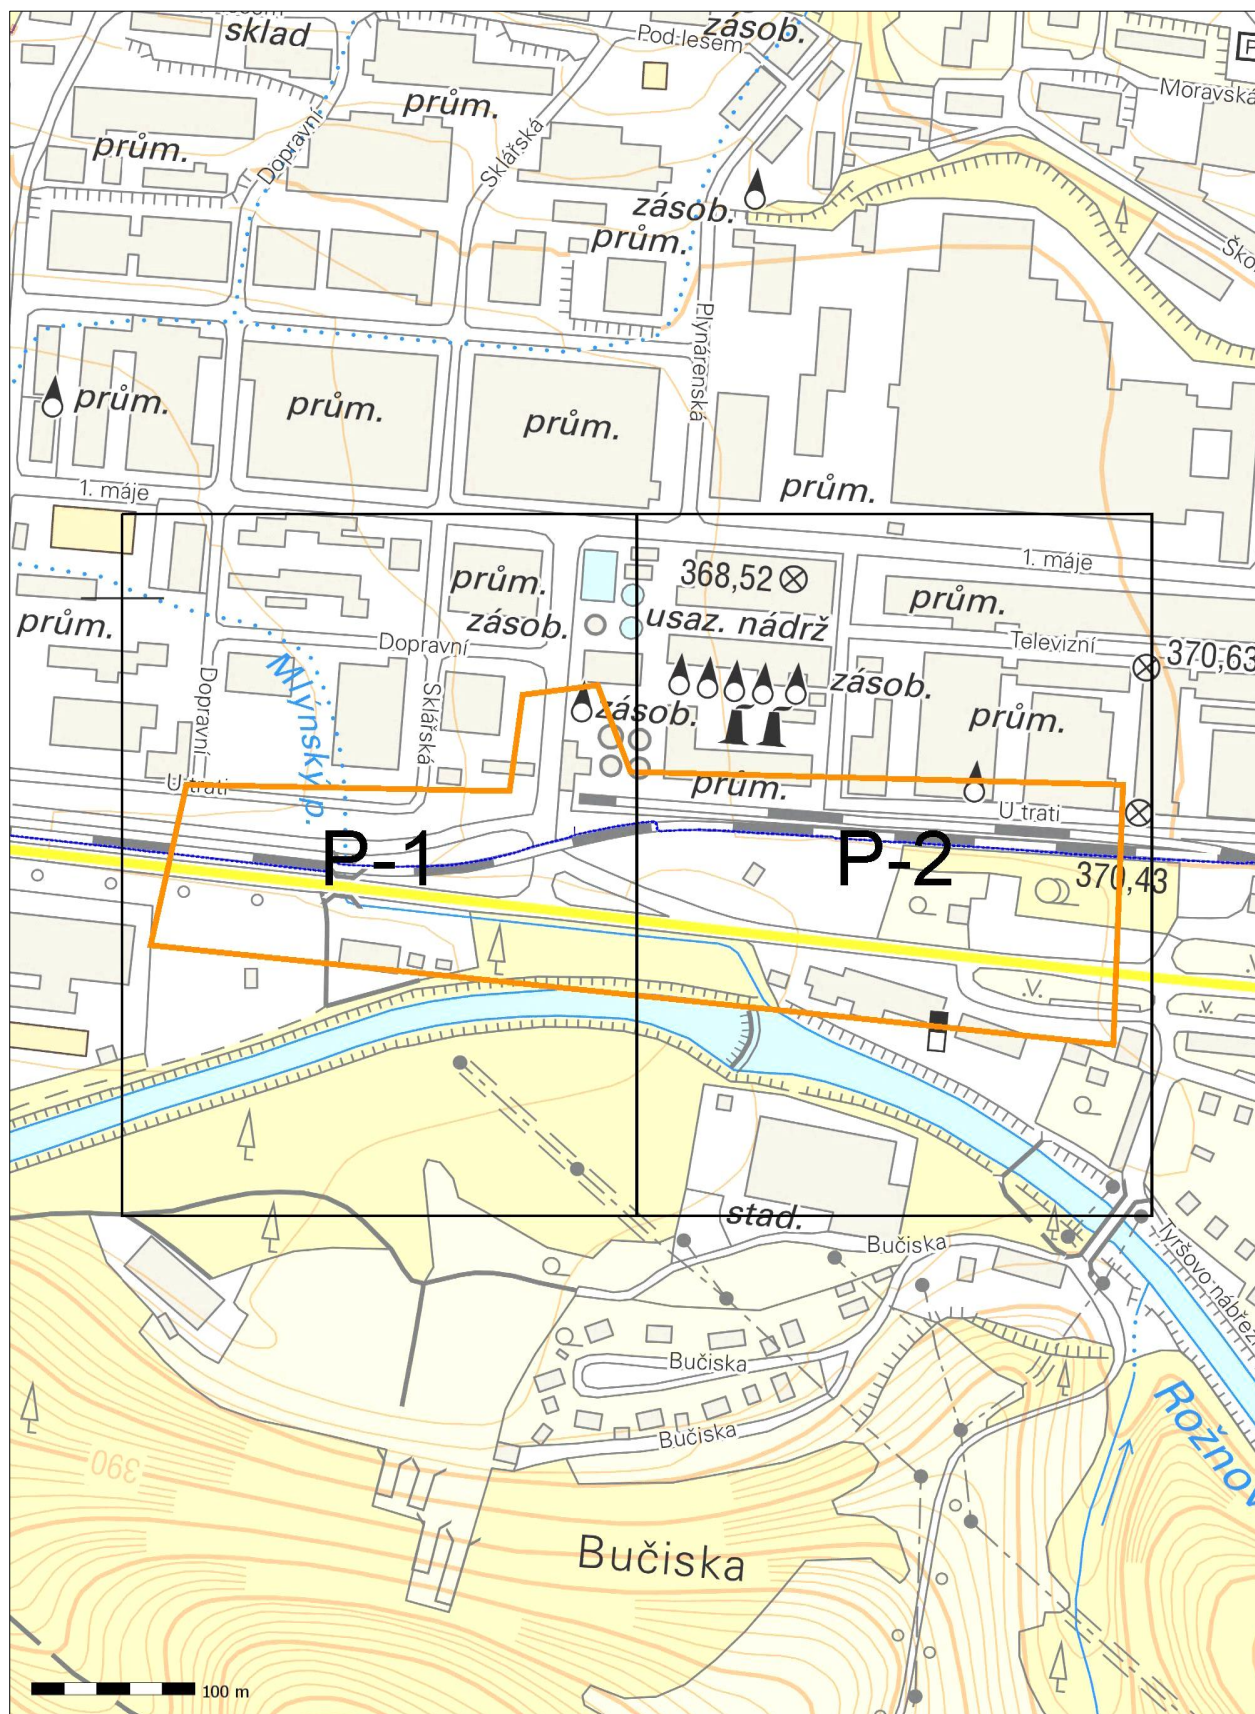 sklad
Pod lesem
zásob.
prům.
Moravská
Dopravní
Sklářská
prům.
zásob.
prům.
Plynárenská
prům.
prům.
prům.
prům.
1. máje
368,52
1. máje
prům.
zásob.
usaz. nádrž
prům.
prům.
Dopravní
Televizní
370,63
Mlýnský p.
Dopravní
Sklářská
zásob.
zásob.
prům.
U trati
prům.
U trati
P-1
P-2
370,43
.v.
.v.
stad.
Bučiska
Tyršovo nábřež
Bučiska
Bučiska
390
Rožnov
Bučiska
100 m